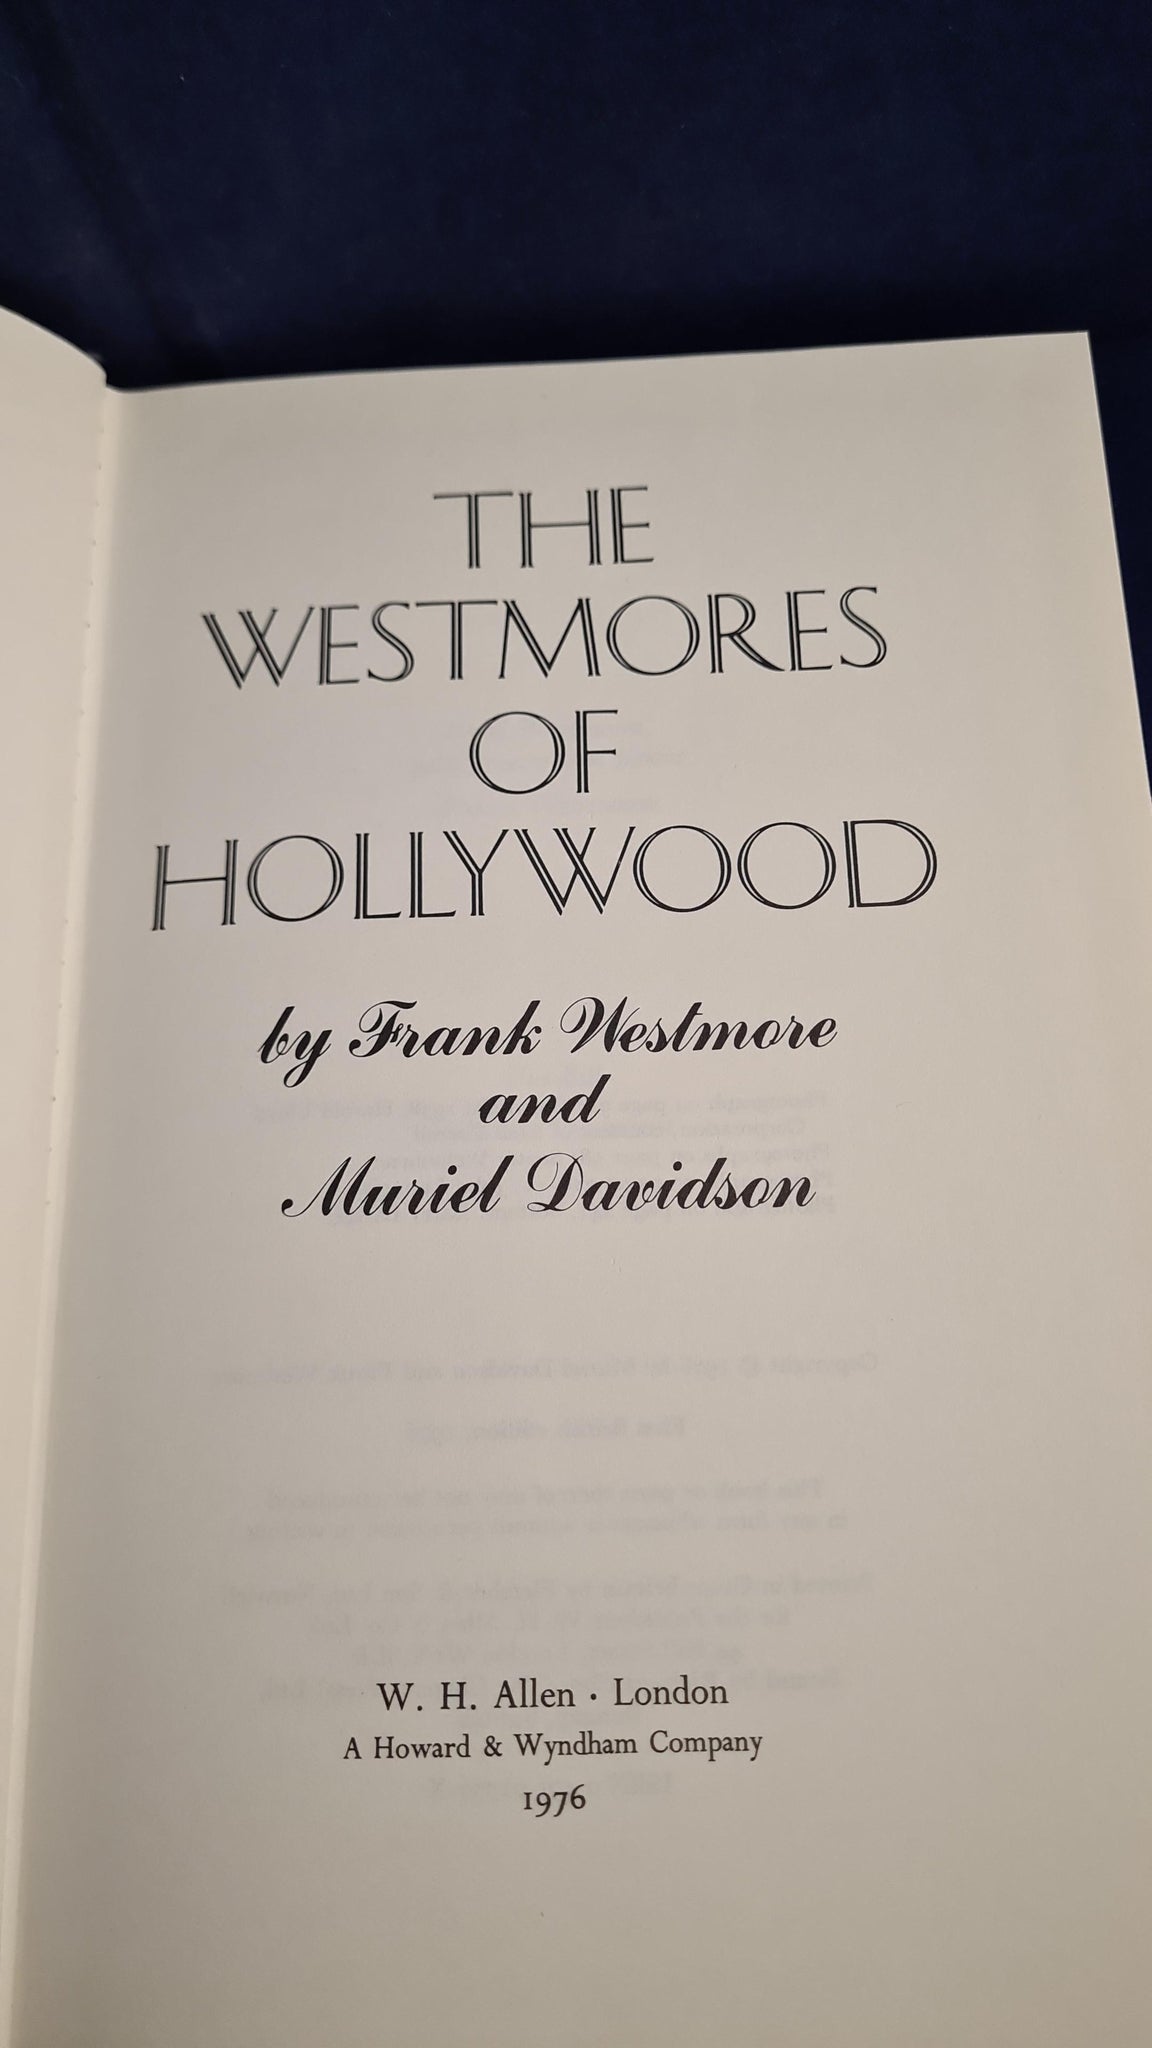 THE
WESTMORES
OF
HOLLYWOOD
by Frank Westmore
and
Muriel Davidson
W. H. Allen · London
A Howard & Wyndham Company
1976